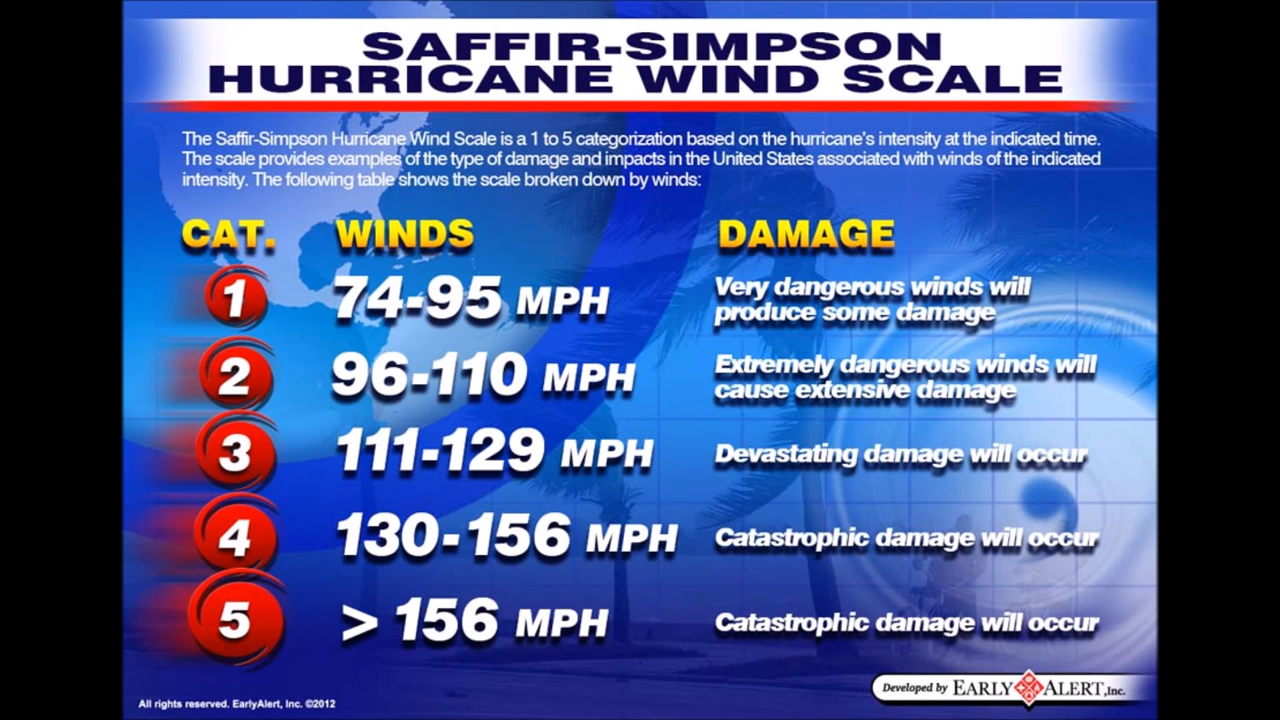 SAFFIR-SIMPSON
HURRICANE WIND SCALE
The Saffir-Simpson Hurricane Wind Scale is a 1 to 5 categorization based on the hurricane's intensity at the indicated time.
The scale provides examples of the type of damage and impacts in the United States associated with winds of the indicated
intensity. The following table shows the scale broken down by winds:
CAT. WINDS DAMAGE
1 74-95 MPH Very dangerous winds will
produce some damage
2 96-110 MPH Extremely dangerous winds will
cause extensive damage
3 111-129 MPH Devastating damage will occur
4 130-156 MPH Catastrophic damage will occur
5 > 156 MPH Catastrophic damage will occur
Developed by EARLY ALERT, Inc.
All rights reserved. EarlyAlert, Inc. ©2012